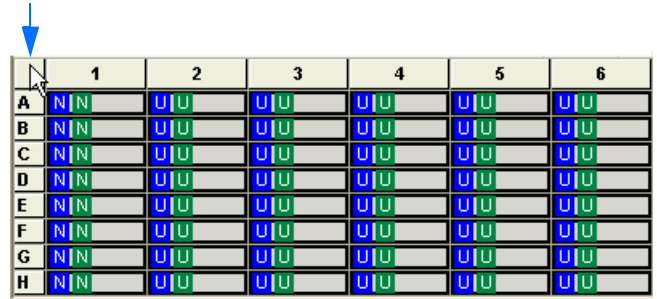 1 2 3 4 5 6
A N N U U U U U U U U U U
B N N U U U U U U U U U U
C N N U U U U U U U U U U
D N N U U U U U U U U U U
E N N U U U U U U U U U U
F N N U U U U U U U U U U
G N N U U U U U U U U U U
H N N U U U U U U U U U U